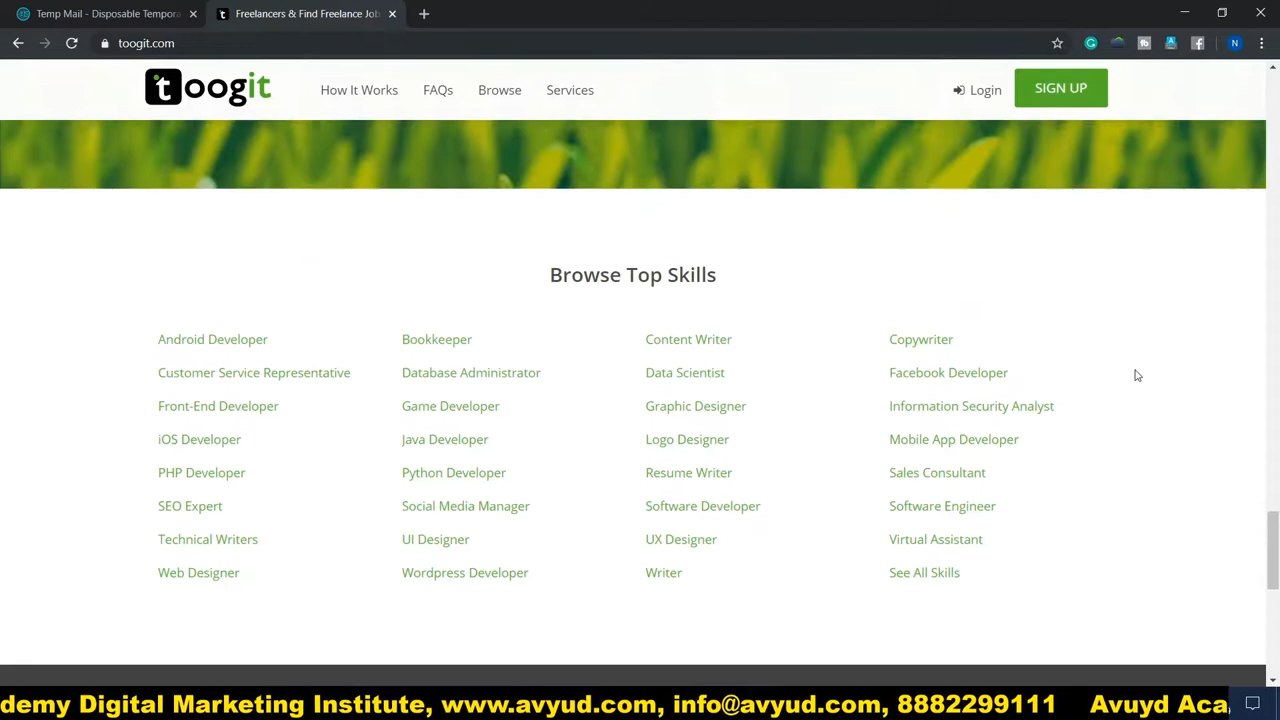 Temp Mail - Disposable Tempora
Freelancers & Find Freelance Job
toogit.com
N
toogit
How It Works
FAQs
Browse
Services
Login
SIGN UP
Browse Top Skills
Android Developer Bookkeeper Content Writer Copywriter
Customer Service Representative Database Administrator Data Scientist Facebook Developer
Front-End Developer Game Developer Graphic Designer Information Security Analyst
iOS Developer Java Developer Logo Designer Mobile App Developer
PHP Developer Python Developer Resume Writer Sales Consultant
SEO Expert Social Media Manager Software Developer Software Engineer
Technical Writers UI Designer UX Designer Virtual Assistant
Web Designer Wordpress Developer Writer See All Skills
demy Digital Marketing Institute, www.avyud.com, info@avyud.com, 8882299111 Avuyd Aca